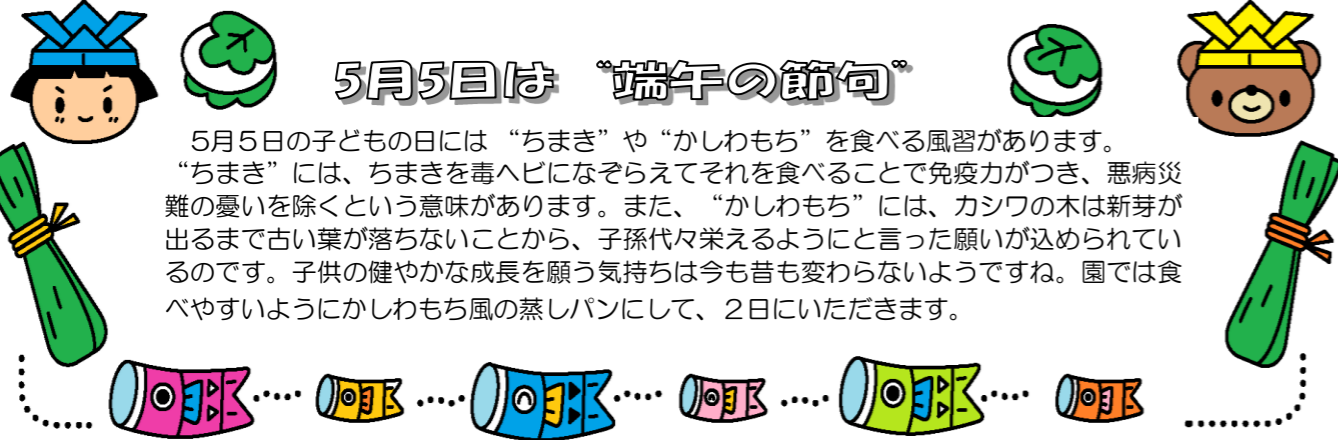 5月5日は “端午の節句”
５月５日の子どもの日には “ちまき”や“かしわもち”を食べる風習があります。
“ちまき”には、ちまきを毒ヘビになぞらえてそれを食べることで免疫力がつき、悪病災
難の憂いを除くという意味があります。また、“かしわもち”には、カシワの木は新芽が
出るまで古い葉が落ちないことから、子孫代々栄えるようにと言った願いが込められてい
るのです。子供の健やかな成長を願う気持ちは今も昔も変わらないようですね。園では食
べやすいようにかしわもち風の蒸しパンにして、２日にいただきます。